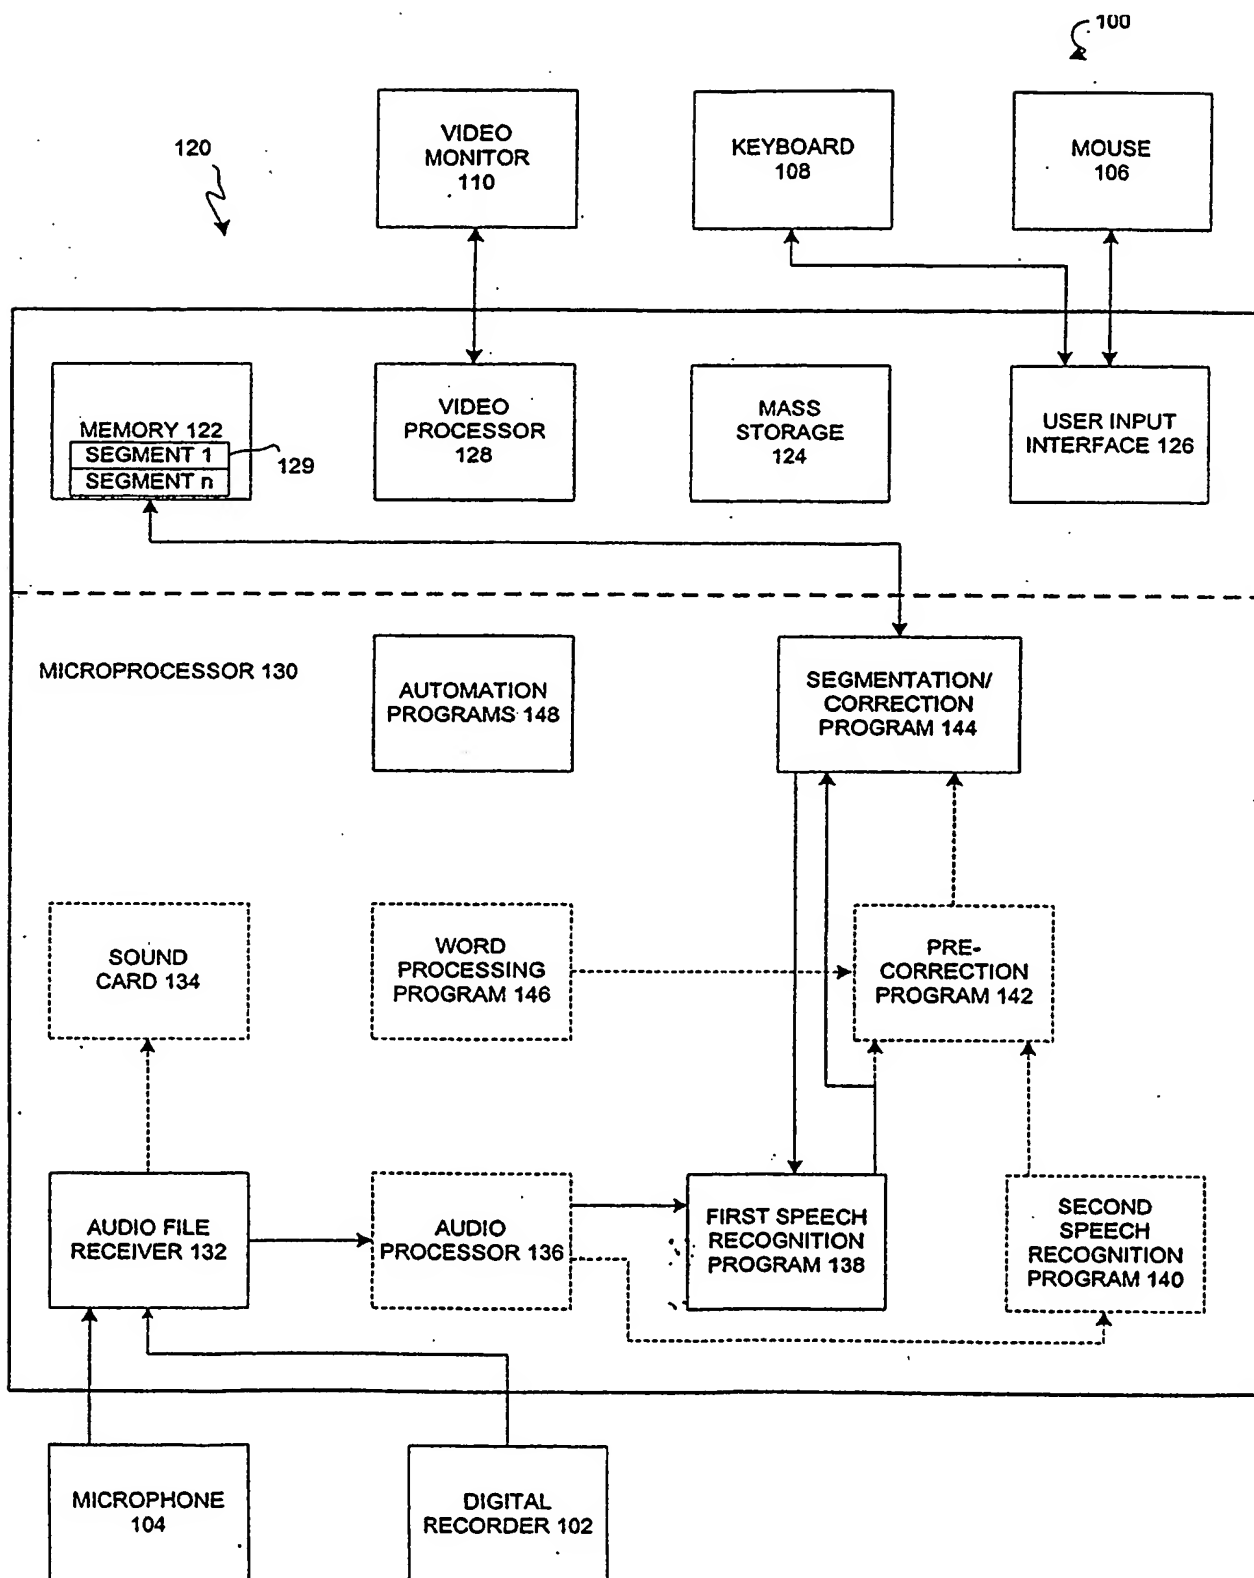 100
VIDEO
MONITOR
110
KEYBOARD
108
MOUSE
106
120
MEMORY 122
SEGMENT 1
SEGMENT n
129
VIDEO
PROCESSOR
128
MASS
STORAGE
124
USER INPUT
INTERFACE 126
MICROPROCESSOR 130
AUTOMATION
PROGRAMS 148
SEGMENTATION/
CORRECTION
PROGRAM 144
SOUND
CARD 134
WORD
PROCESSING
PROGRAM 146
PRE-
CORRECTION
PROGRAM 142
AUDIO FILE
RECEIVER 132
AUDIO
PROCESSOR 136
FIRST SPEECH
RECOGNITION
PROGRAM 138
SECOND
SPEECH
RECOGNITION
PROGRAM 140
MICROPHONE
104
DIGITAL
RECORDER 102